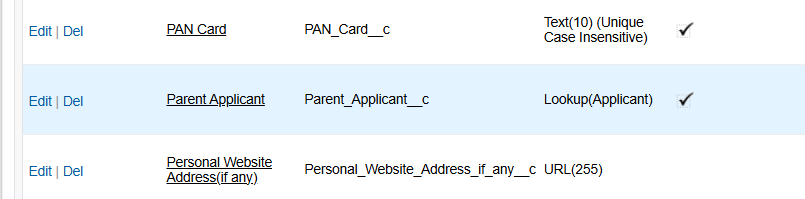 Edit | Del PAN Card PAN_Card__c Text(10) (Unique
Case Insensitive)
Edit | Del Parent Applicant Parent_Applicant__c Lookup(Applicant)
Edit | Del Personal Website Personal_Website_Address_if_any__c URL(255)
Address(if any)